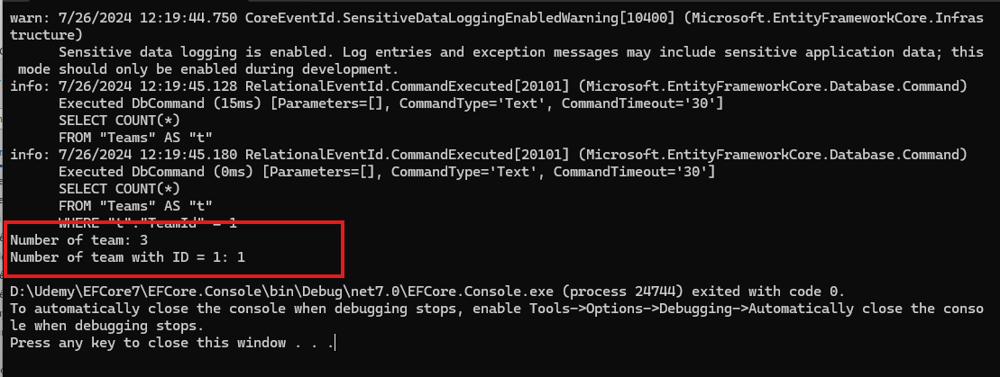 warn: 7/26/2024 12:19:44.750 CoreEventId.SensitiveDataLoggingEnabledWarning[10400] (Microsoft.EntityFrameworkCore.Infras
tructure)
Sensitive data logging is enabled. Log entries and exception messages may include sensitive application data; this
mode should only be enabled during development.
info: 7/26/2024 12:19:45.128 RelationalEventId.CommandExecuted[20101] (Microsoft.EntityFrameworkCore.Database.Command)
Executed DbCommand (15ms) [Parameters=[], CommandType='Text', CommandTimeout='30']
SELECT COUNT(*)
FROM "Teams" AS "t"
info: 7/26/2024 12:19:45.180 RelationalEventId.CommandExecuted[20101] (Microsoft.EntityFrameworkCore.Database.Command)
Executed DbCommand (0ms) [Parameters=[], CommandType='Text', CommandTimeout='30']
SELECT COUNT(*)
FROM "Teams" AS "t"
WHERE "t"."TeamId" = 1
Number of team: 3
Number of team with ID = 1: 1
D:\Udemy\EFCore7\EFCore.Console\bin\Debug\net7.0\EFCore.Console.exe (process 24744) exited with code 0.
To automatically close the console when debugging stops, enable Tools->Options->Debugging->Automatically close the conso
le when debugging stops.
Press any key to close this window . . .